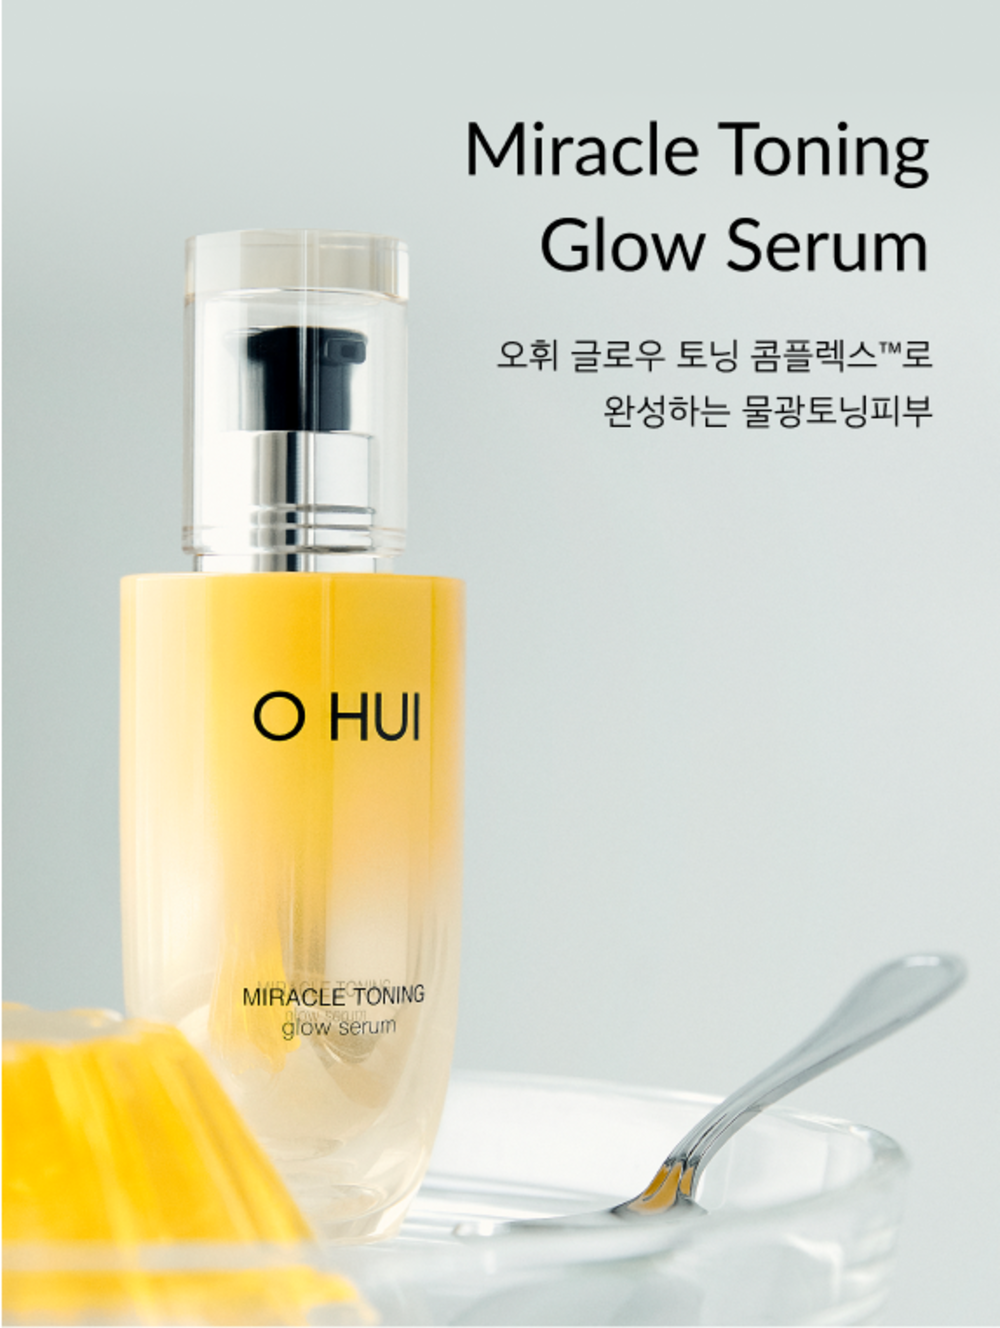 Miracle Toning
Glow Serum
오휘 글로우 토닝 콤플렉스™로
완성하는 물광토닝피부
O HUI
MIRACLE TONING
glow serum